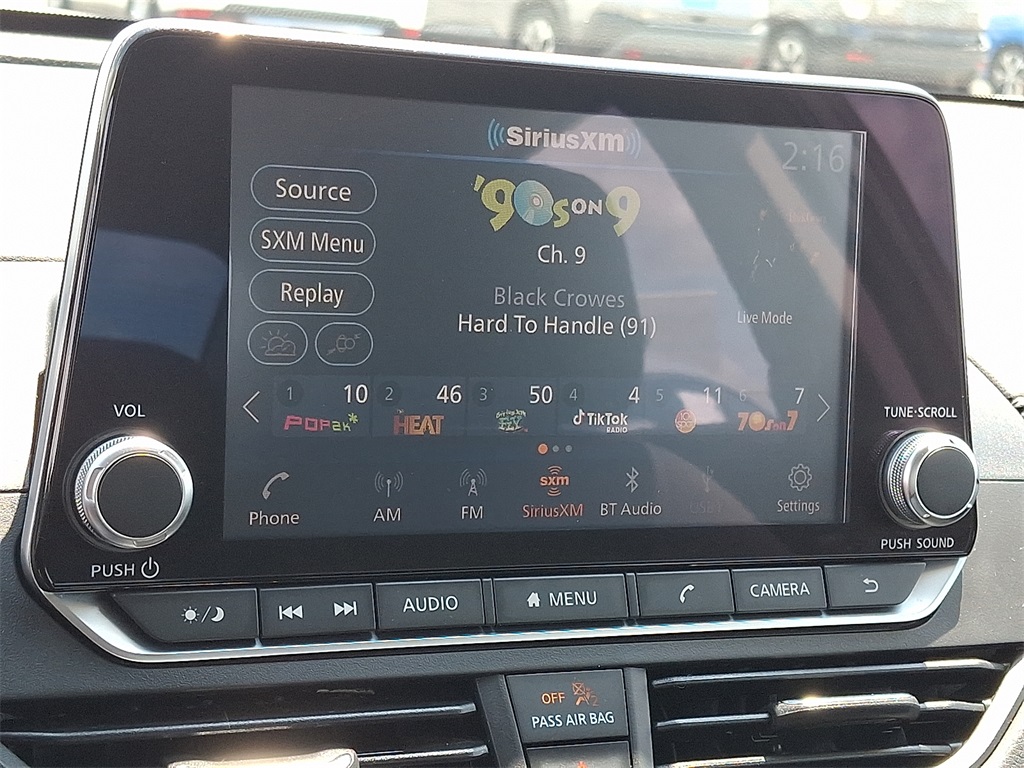 SiriusXM
2:16
Source
'90s ON 9
SXM Menu
Ch. 9
Replay
Black Crowes
Hard To Handle (91)
Live Mode
1 10 2 46 3 50 4 4 5 11 6 7
POP2K THE HEAT FLY TikTok RADIO 70s on 7
Phone AM FM sxm SiriusXM BT Audio Settings
VOL
PUSH
TUNE·SCROLL
PUSH SOUND
AUDIO MENU CAMERA
OFF
PASS AIR BAG